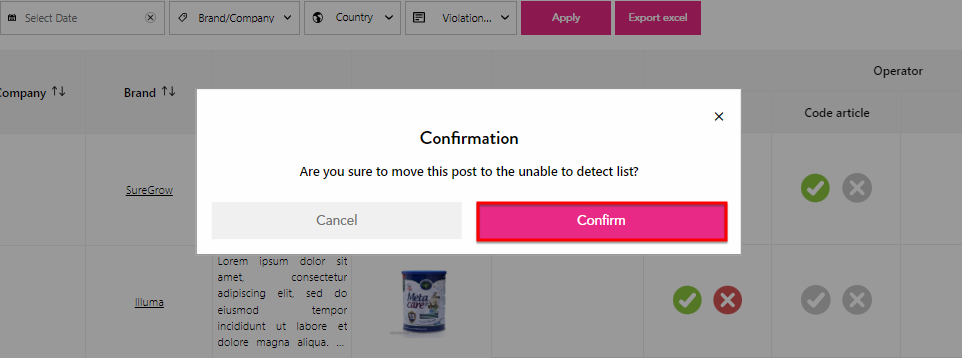 Select Date
Brand/Company
Country
Violation...
Apply
Export excel
Operator
ompany
Brand
Code article
Confirmation
Are you sure to move this post to the unable to detect list?
Cancel
Confirm
SureGrow
Illuma
Lorem ipsum dolor sit
amet, consectetur
adipiscing elit, sed do
eiusmod tempor
incididunt ut labore et
dolore magna aliqua. ...
Meta
care